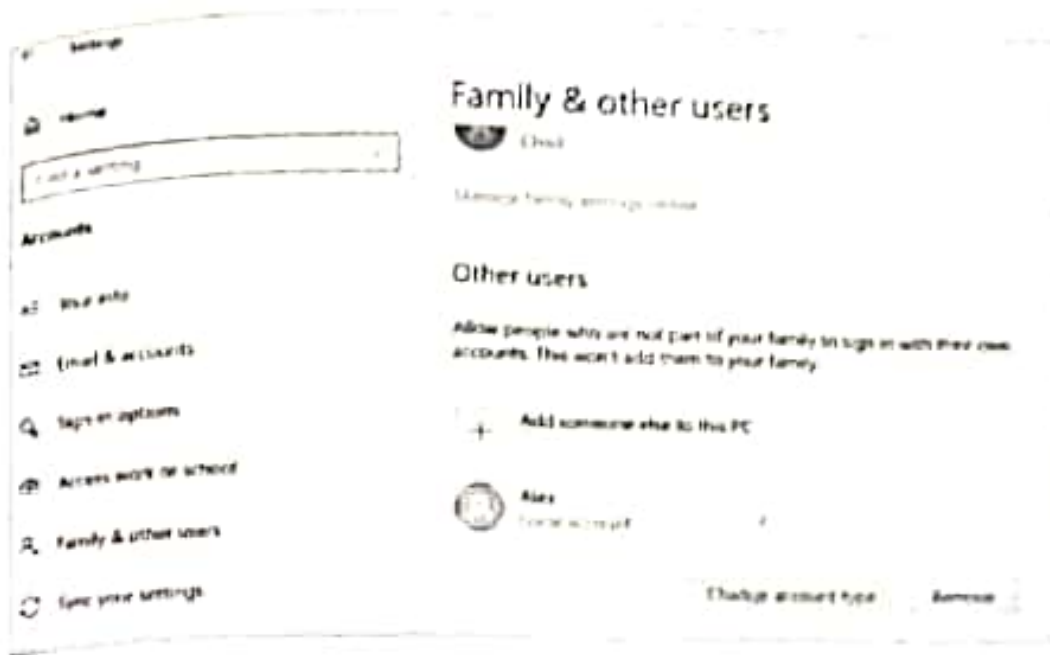 Settings
Home
Find a setting
Accounts
Your info
Email & accounts
Sign-in options
Access work or school
Family & other users
Sync your settings
Family & other users
Child
Manage family settings online
Other users
Allow people who are not part of your family to sign in with their own
accounts. This won't add them to your family.
Add someone else to this PC
Alex
Local account
Change account type
Remove